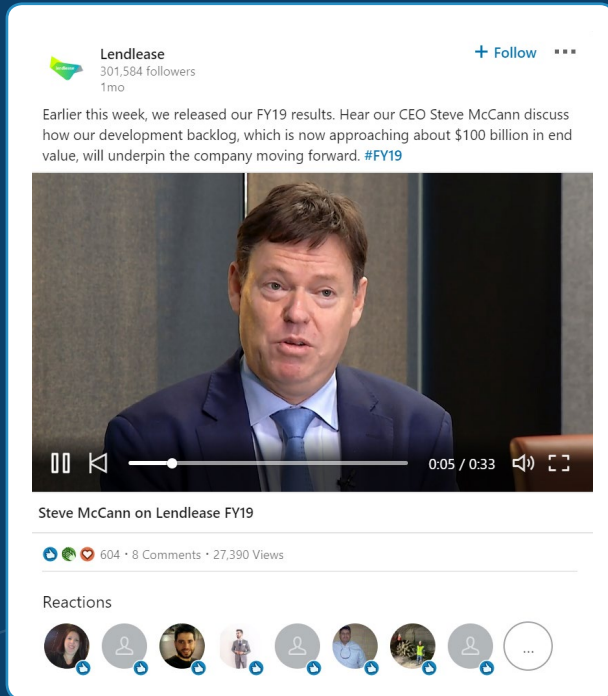 Lendlease
301,584 followers
1mo
+ Follow
Earlier this week, we released our FY19 results. Hear our CEO Steve McCann discuss
how our development backlog, which is now approaching about $100 billion in end
value, will underpin the company moving forward. #FY19
0:05 / 0:33
Steve McCann on Lendlease FY19
604 • 8 Comments • 27,390 Views
Reactions
...